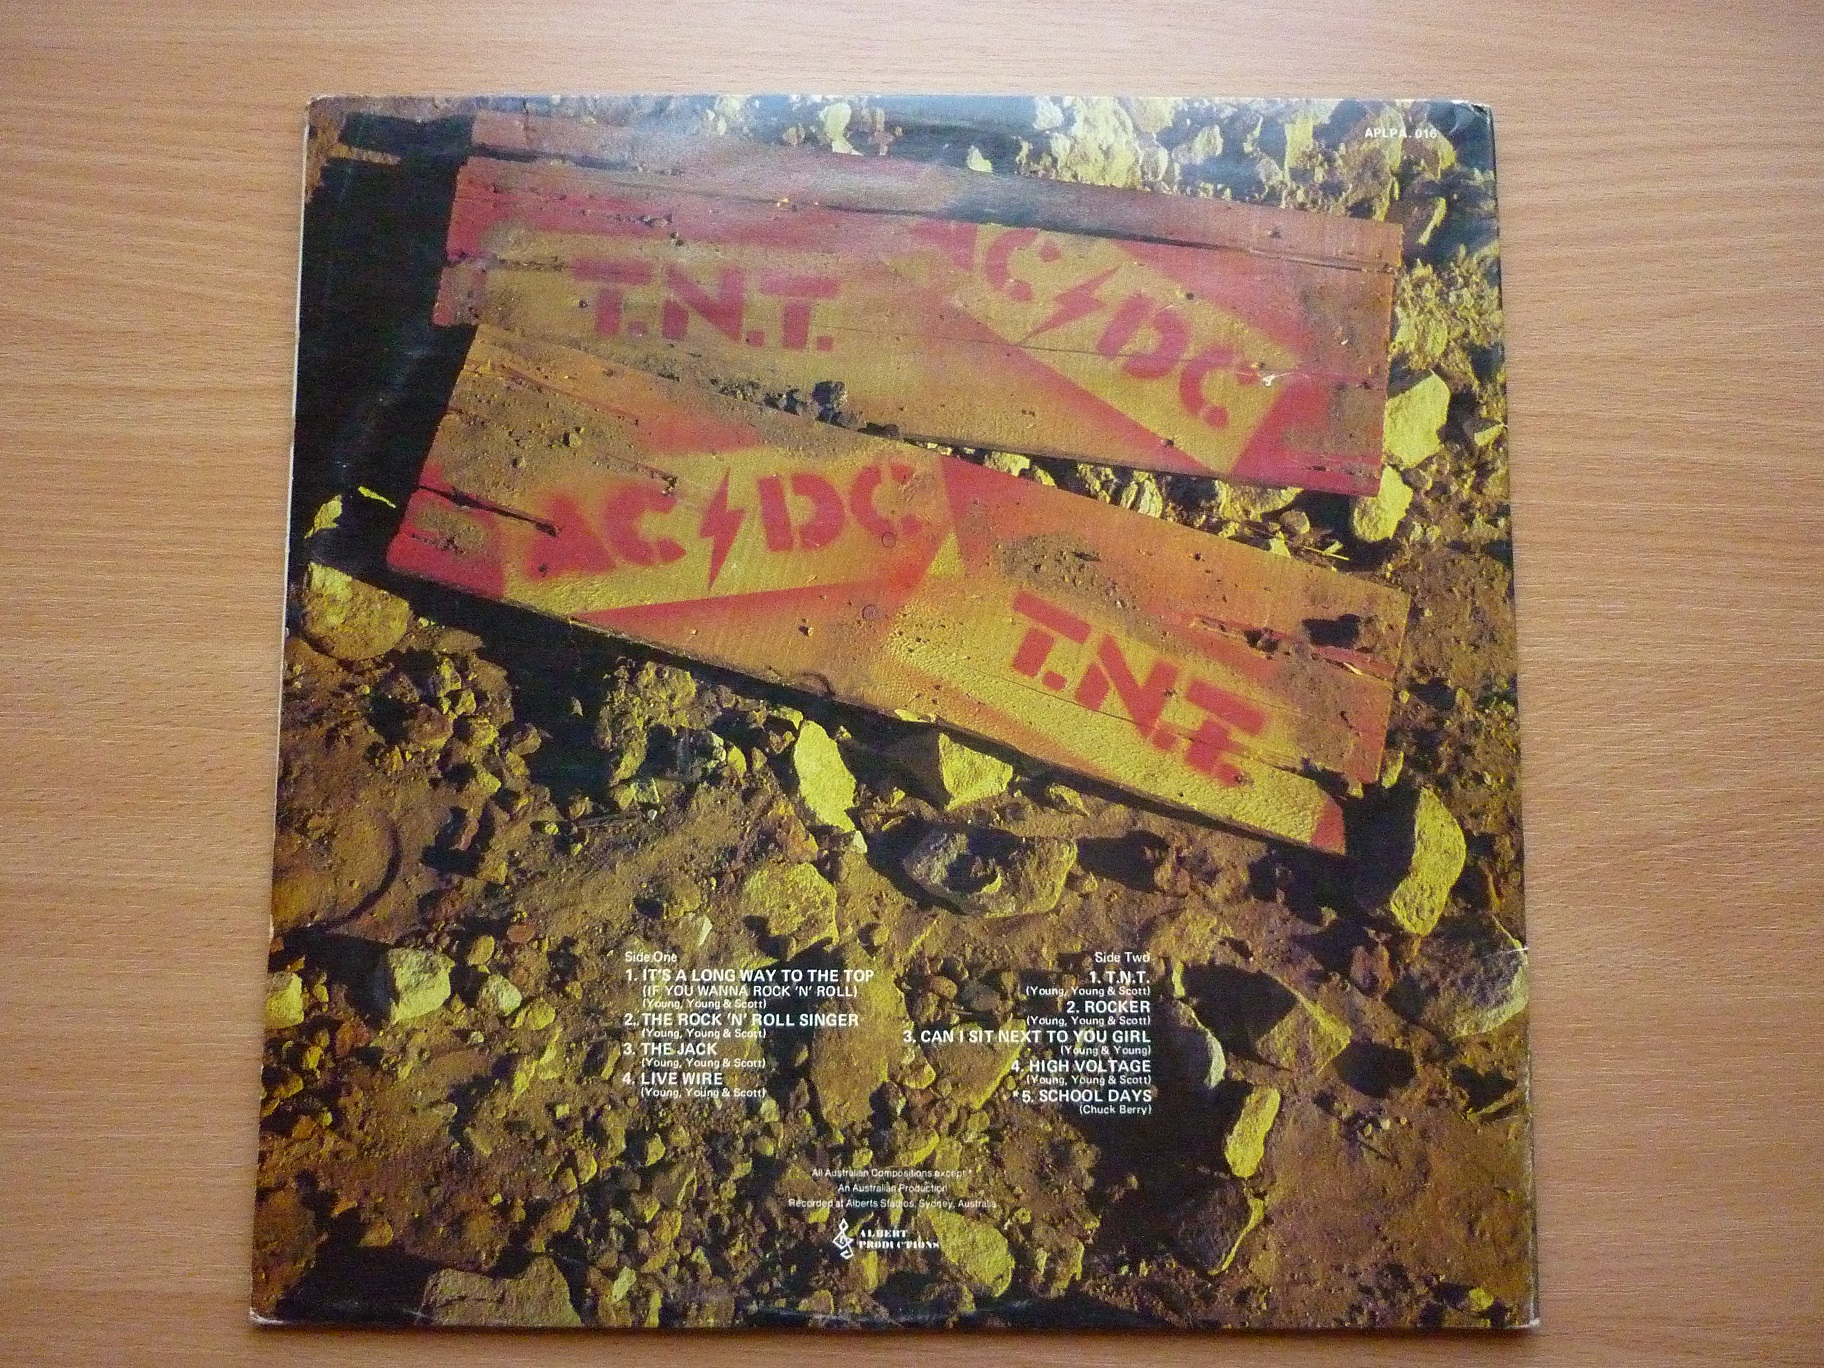 APLPA. 016
T.N.T.
AC/DC
AC/DC
T.N.T.
Side One
1. IT'S A LONG WAY TO THE TOP
(IF YOU WANNA ROCK 'N' ROLL)
(Young, Young & Scott)
2. THE ROCK 'N' ROLL SINGER
(Young, Young & Scott)
3. THE JACK
(Young, Young & Scott)
4. LIVE WIRE
(Young, Young & Scott)
Side Two
1. T.N.T.
(Young, Young & Scott)
2. ROCKER
(Young, Young & Scott)
3. CAN I SIT NEXT TO YOU GIRL
(Young & Young)
4. HIGH VOLTAGE
(Young, Young & Scott)
*5. SCHOOL DAYS
(Chuck Berry)
All Australian Compositions except *
An Australian Production
Recorded at Alberts Studios, Sydney, Australia
ALBERT
PRODUCTIONS